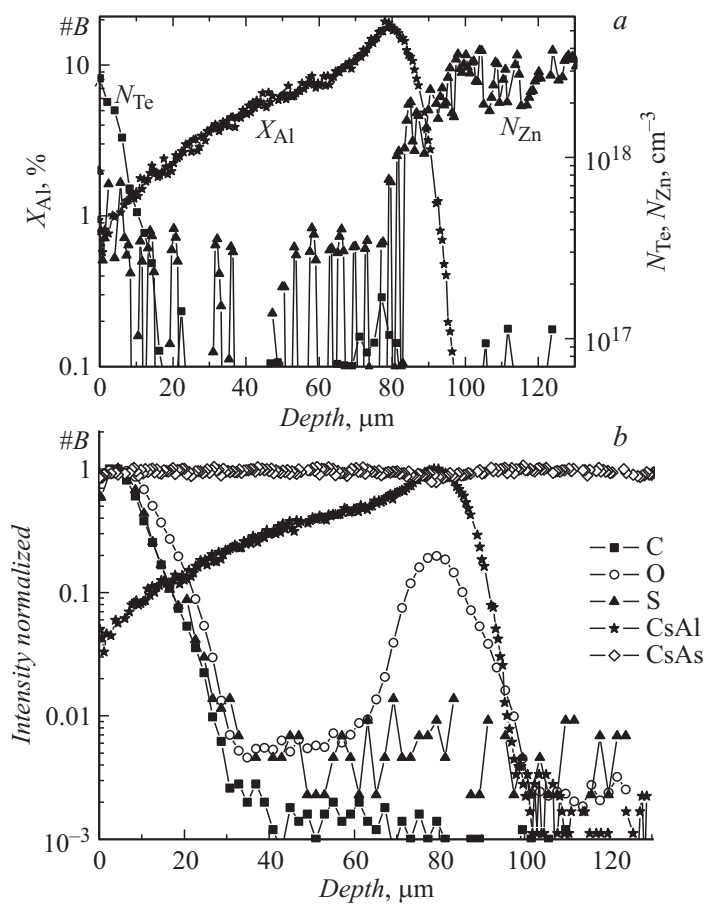 #B
a
10
1
0.1
X_Al, %
N_Te
X_Al
N_Zn
10^18
10^17
N_Te, N_Zn, cm^−3
0 20 40 60 80 100 120
Depth, μm
#B
b
1
0.1
0.01
10^−3
Intensity normalized
C
O
S
CsAl
CsAs
0 20 40 60 80 100 120
Depth, μm